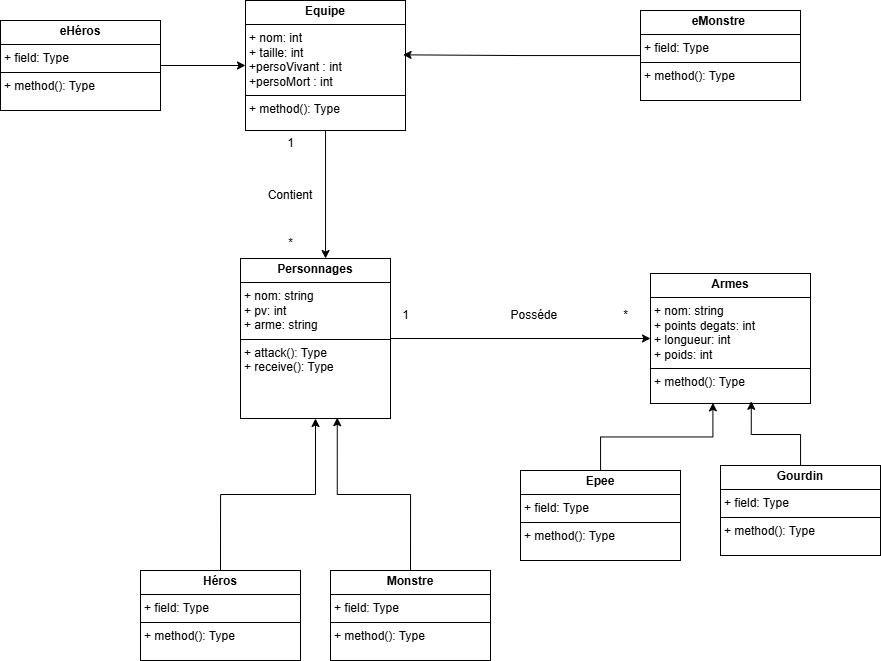 Equipe
+ nom: int
+ taille: int
+persoVivant : int
+persoMort : int
+ method(): Type
eHéros
+ field: Type
+ method(): Type
eMonstre
+ field: Type
+ method(): Type
1
Contient
*
Personnages
+ nom: string
+ pv: int
+ arme: string
+ attack(): Type
+ receive(): Type
1
Posséde
*
Armes
+ nom: string
+ points degats: int
+ longueur: int
+ poids: int
+ method(): Type
Epee
+ field: Type
+ method(): Type
Gourdin
+ field: Type
+ method(): Type
Héros
+ field: Type
+ method(): Type
Monstre
+ field: Type
+ method(): Type